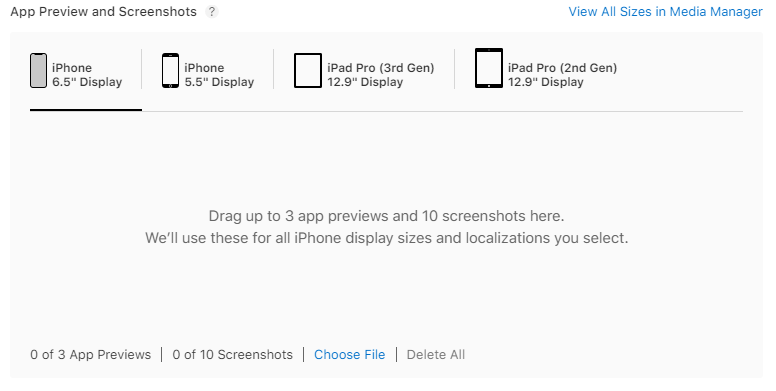 App Preview and Screenshots ? View All Sizes in Media Manager
iPhone
6.5" Display
iPhone
5.5" Display
iPad Pro (3rd Gen)
12.9" Display
iPad Pro (2nd Gen)
12.9" Display
Drag up to 3 app previews and 10 screenshots here.
We'll use these for all iPhone display sizes and localizations you select.
0 of 3 App Previews | 0 of 10 Screenshots | Choose File | Delete All